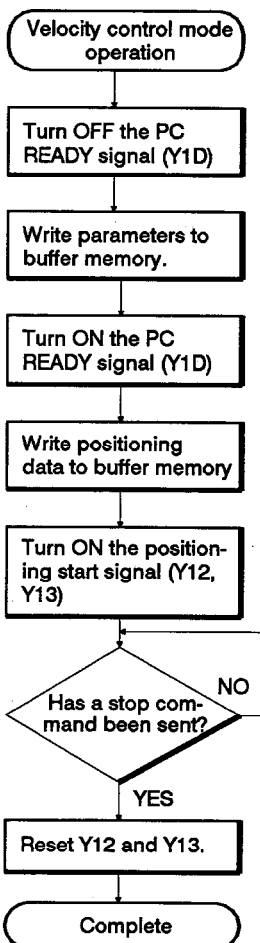 Velocity control mode
operation
Turn OFF the PC
READY signal (Y1D)
Write parameters to
buffer memory.
Turn ON the PC
READY signal (Y1D)
Write positioning
data to buffer memory
Turn ON the position-
ing start signal (Y12,
Y13)
Has a stop com-
mand been sent?
NO
YES
Reset Y12 and Y13.
Complete